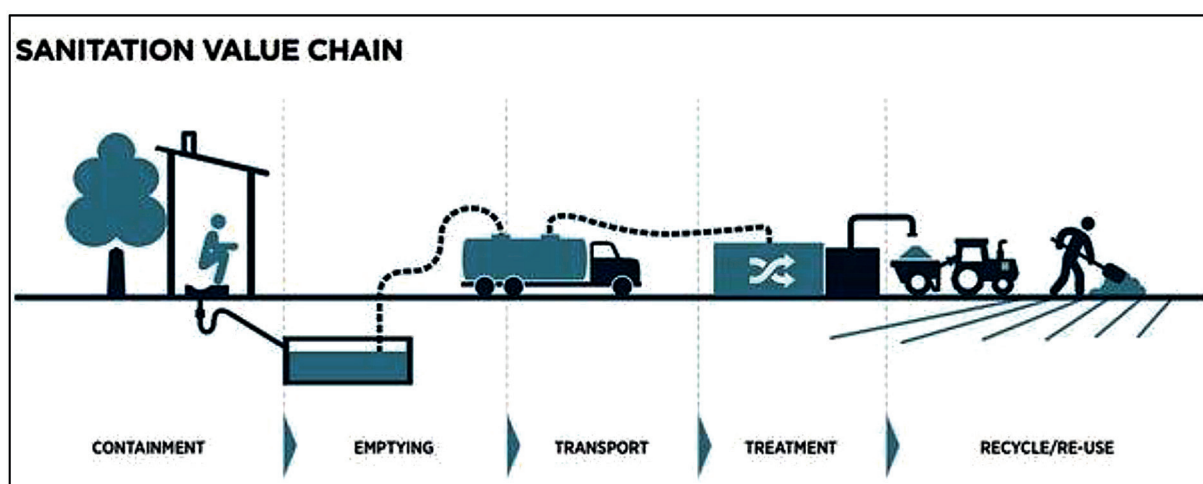 SANITATION VALUE CHAIN
CONTAINMENT
EMPTYING
TRANSPORT
TREATMENT
RECYCLE/RE-USE